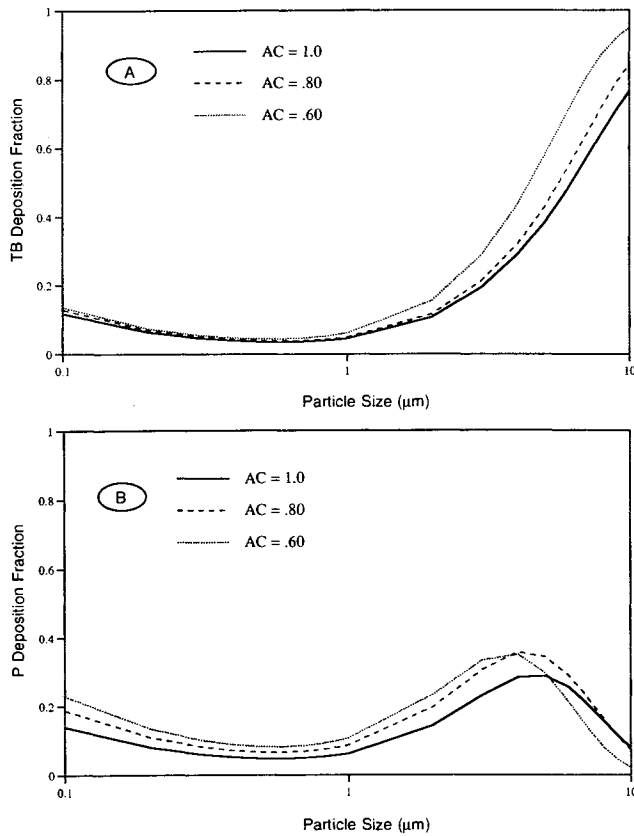 1
A
AC = 1.0
0.8
AC = .80
AC = .60
0.6
TB Deposition Fraction
0.4
0.2
0
0.1
1
10
Particle Size (μm)
1
B
AC = 1.0
0.8
AC = .80
AC = .60
0.6
P Deposition Fraction
0.4
0.2
0
0.1
1
10
Particle Size (μm)